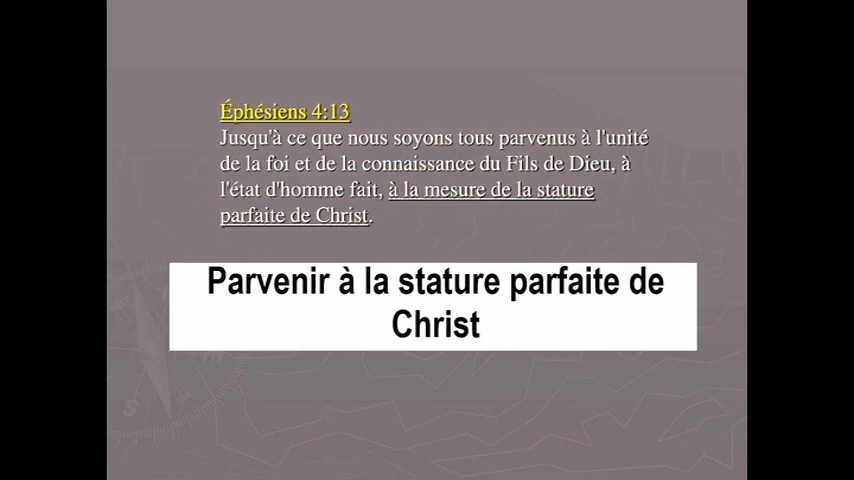 Éphésiens 4:13
Jusqu'à ce que nous soyons tous parvenus à l'unité
de la foi et de la connaissance du Fils de Dieu, à
l'état d'homme fait, à la mesure de la stature
parfaite de Christ.
Parvenir à la stature parfaite de
Christ
S